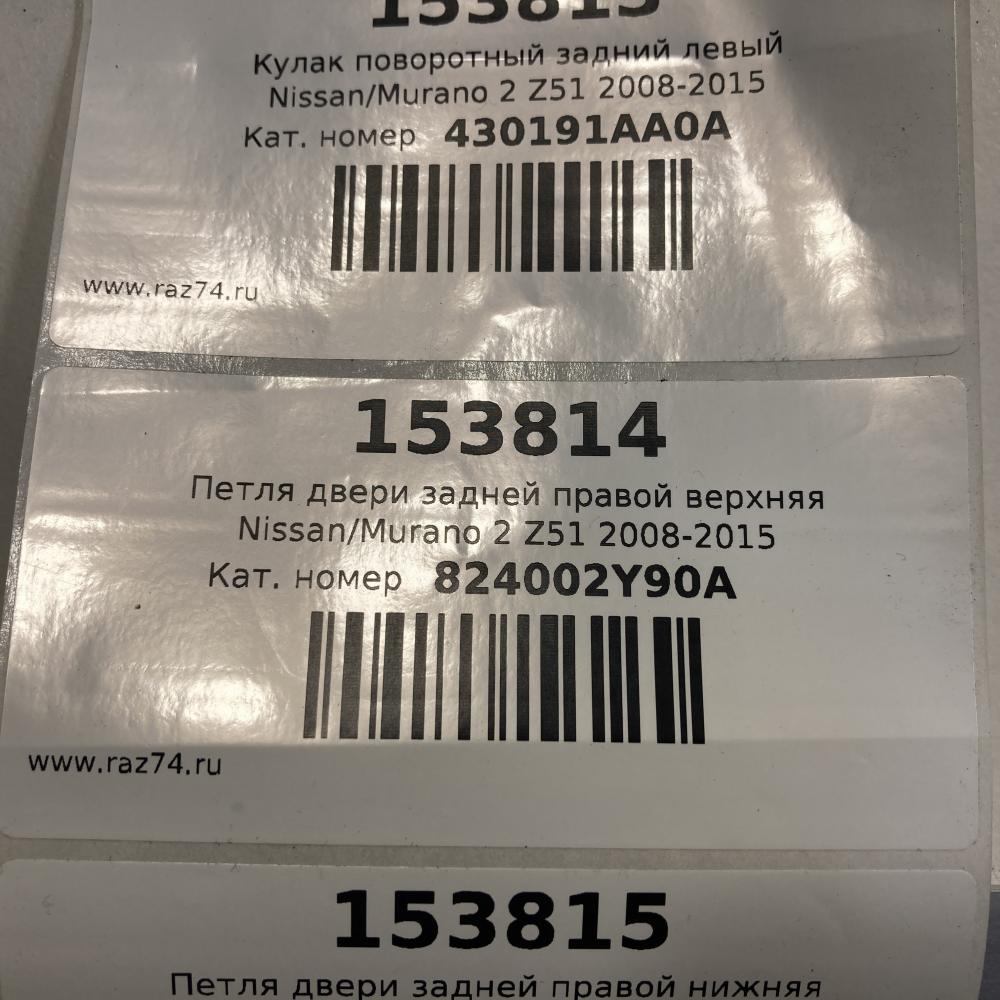 Кулак поворотный задний левый
Nissan/Murano 2 Z51 2008-2015
Кат. номер 430191AA0A
www.raz74.ru
153814
Петля двери задней правой верхняя
Nissan/Murano 2 Z51 2008-2015
Кат. номер 824002Y90A
www.raz74.ru
153815
Петля двери задней правой нижняя